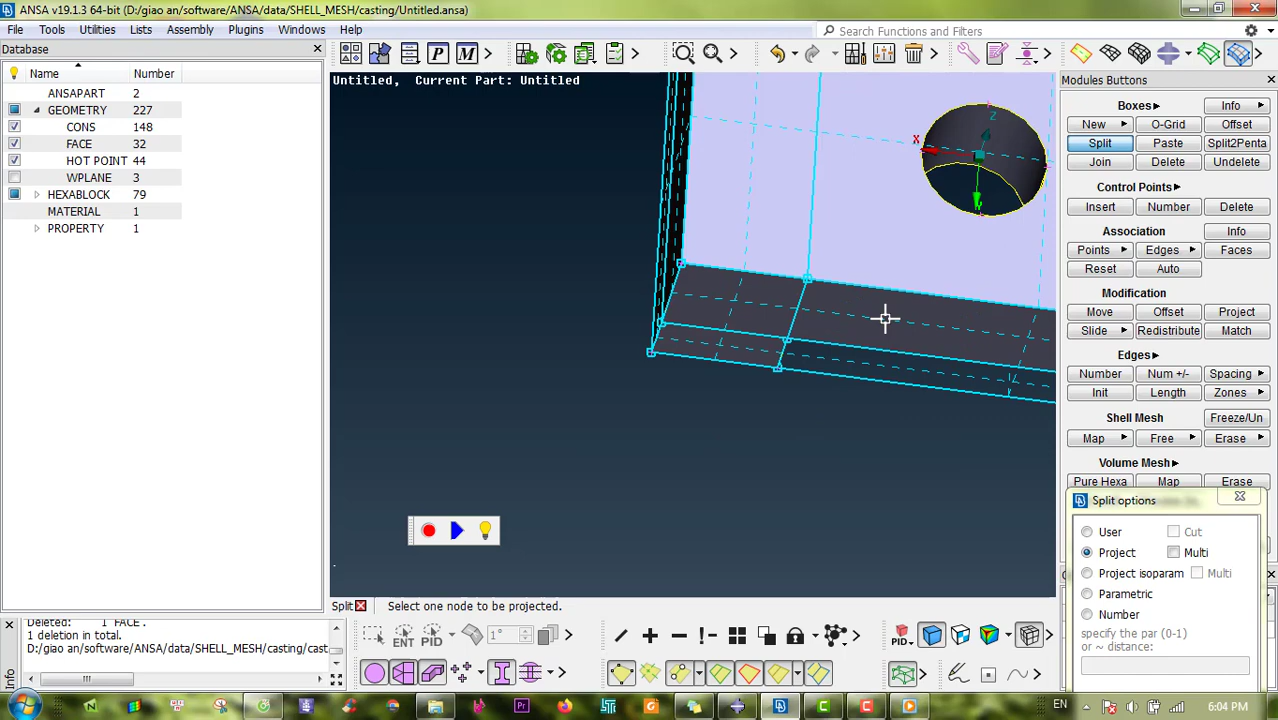 ANSA v19.1.3 64-bit (D:/giao an/software/ANSA/data/SHELL_MESH/casting/Untitled.ansa)
File Tools Utilities Lists Assembly Plugins Windows Help
Search Functions and Filters
Database
Name Number
ANSAPART 2
GEOMETRY 227
CONS 148
FACE 32
HOT POINT 44
WPLANE 3
HEXABLOCK 79
MATERIAL 1
PROPERTY 1
Untitled, Current Part: Untitled
X
Z
Modules Buttons
Boxes Info
New O-Grid Offset
Split Paste Split2Penta
Join Delete Undelete
Control Points
Insert Number Delete
Association Info
Points Edges Faces
Reset Auto
Modification
Move Offset Project
Slide Redistribute Match
Edges
Number Num +/- Spacing
Init Length Zones
Shell Mesh Freeze/Un
Map Free Erase
Volume Mesh
Pure Hexa Map Erase
Split options
User Cut
Project Multi
Project isoparam Multi
Parametric
Number
specify the par (0-1)
or ~ distance:
Split Select one node to be projected.
Deleted: 1 FACE.
1 deletion in total.
D:/giao an/software/ANSA/data/SHELL_MESH/casting/cast
Info
ENT PID 1° PID
EN 6:04 PM